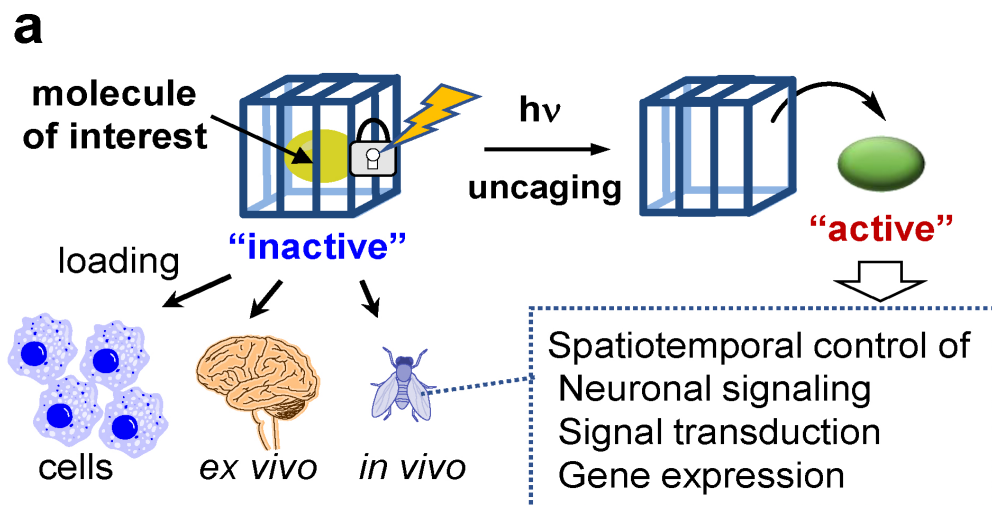 a
molecule
of interest
hν
uncaging
“inactive”
“active”
loading
cells
ex vivo
in vivo
Spatiotemporal control of
Neuronal signaling
Signal transduction
Gene expression